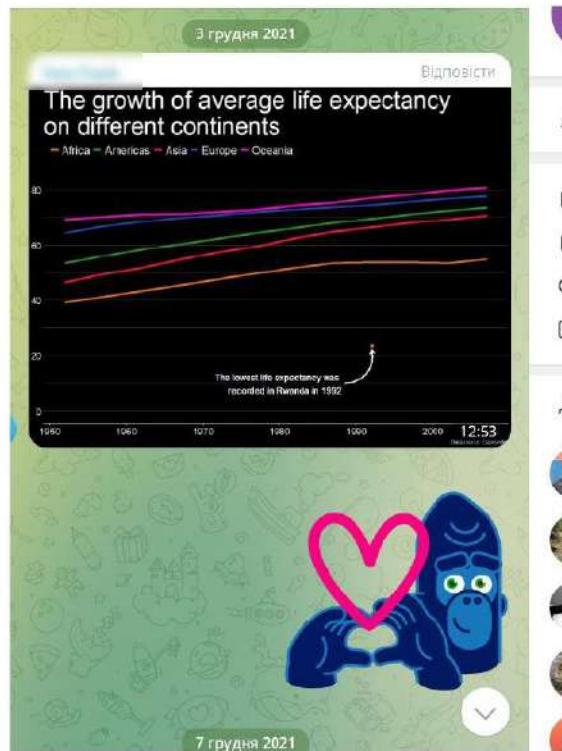 3 грудня 2021
Відповісти
The growth of average life expectancy
on different continents
Africa Americas Asia Europe Oceania
80
60
40
20
0
The lowest life expectancy was
recorded in Rwanda in 1992
1950 1960 1970 1980 1990 2000 12:53
7 грудня 2021